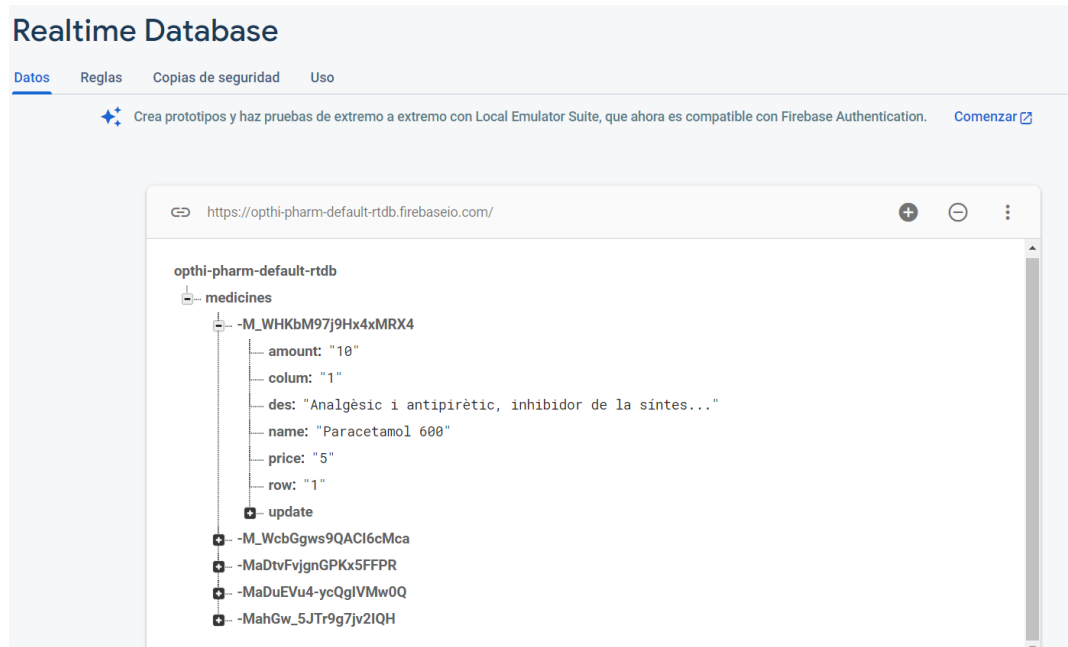 Realtime Database
Datos Reglas Copias de seguridad Uso
Crea prototipos y haz pruebas de extremo a extremo con Local Emulator Suite, que ahora es compatible con Firebase Authentication. Comenzar
https://opthi-pharm-default-rtdb.firebaseio.com/
opthi-pharm-default-rtdb
medicines
-M_WHKbM97j9Hx4xMRX4
amount: "10"
colum: "1"
des: "Analgèsic i antipirètic, inhibidor de la síntes..."
name: "Paracetamol 600"
price: "5"
row: "1"
update
-M_WcbGgws9QACI6cMca
-MaDtvFvjgnGPKx5FFPR
-MaDuEVu4-ycQgIVMw0Q
-MahGw_5JTr9g7jv2IQH